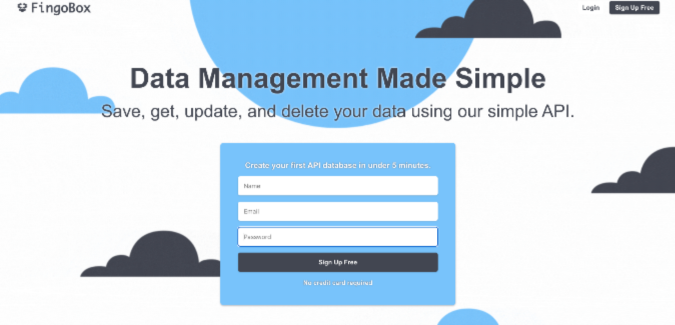 FingoBox
Login
Sign Up Free
Data Management Made Simple
Save, get, update, and delete your data using our simple API.
Create your first API database in under 5 minutes.
Name
Email
Password
Sign Up Free
No credit card required